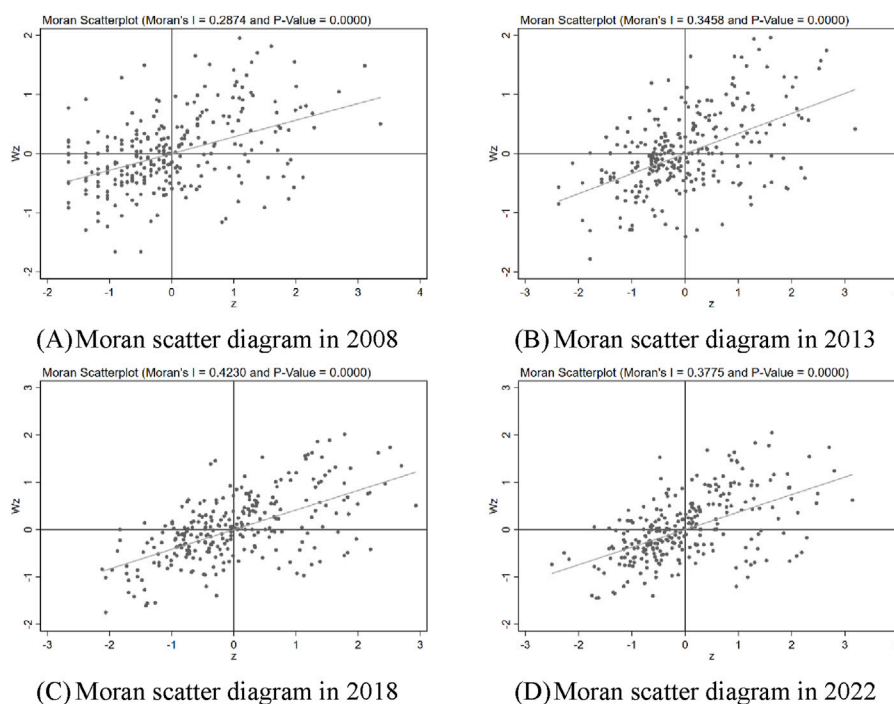 Moran Scatterplot (Moran's I = 0.2874 and P-Value = 0.0000)
2
1
0
-1
-2
Wz
-2 -1 0 1 2 3 4
z
(A) Moran scatter diagram in 2008
Moran Scatterplot (Moran's I = 0.3458 and P-Value = 0.0000)
2
1
0
-1
-2
Wz
-3 -2 -1 0 1 2 3
z
(B) Moran scatter diagram in 2013
Moran Scatterplot (Moran's I = 0.4230 and P-Value = 0.0000)
3
2
1
0
-1
-2
Wz
-3 -2 -1 0 1 2 3
z
(C) Moran scatter diagram in 2018
Moran Scatterplot (Moran's I = 0.3775 and P-Value = 0.0000)
3
2
1
0
-1
-2
Wz
-3 -2 -1 0 1 2 3
z
(D) Moran scatter diagram in 2022